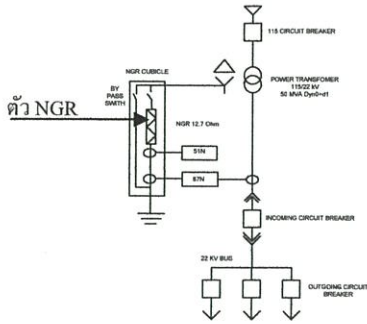 115 CIRCUIT BREAKER
NGR CUBICLE
BY
PASS
SWITH
POWER TRANSFOMER
115/22 kV
50 MVA Dyn0+d1
ตัว NGR
NGR 12.7 Ohm
51N
67N
INCOMING CIRCUIT BREAKER
22 KV BUS
OUTGOING CIRCUIT
BREAKER